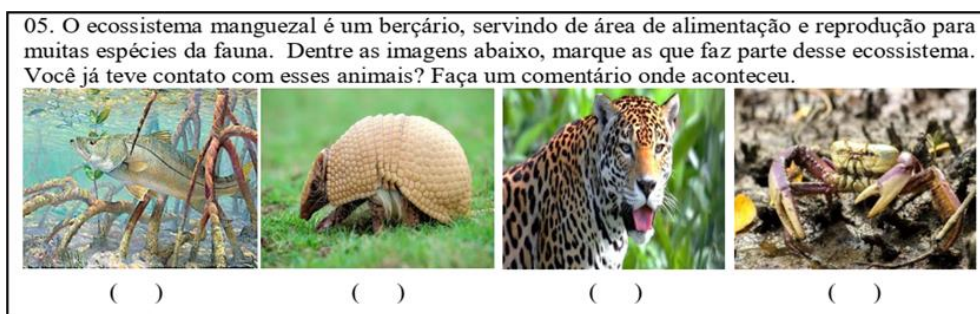 05. O ecossistema manguezal é um berçário, servindo de área de alimentação e reprodução para
muitas espécies da fauna. Dentre as imagens abaixo, marque as que faz parte desse ecossistema.
Você já teve contato com esses animais? Faça um comentário onde aconteceu.
( ) ( ) ( ) ( )